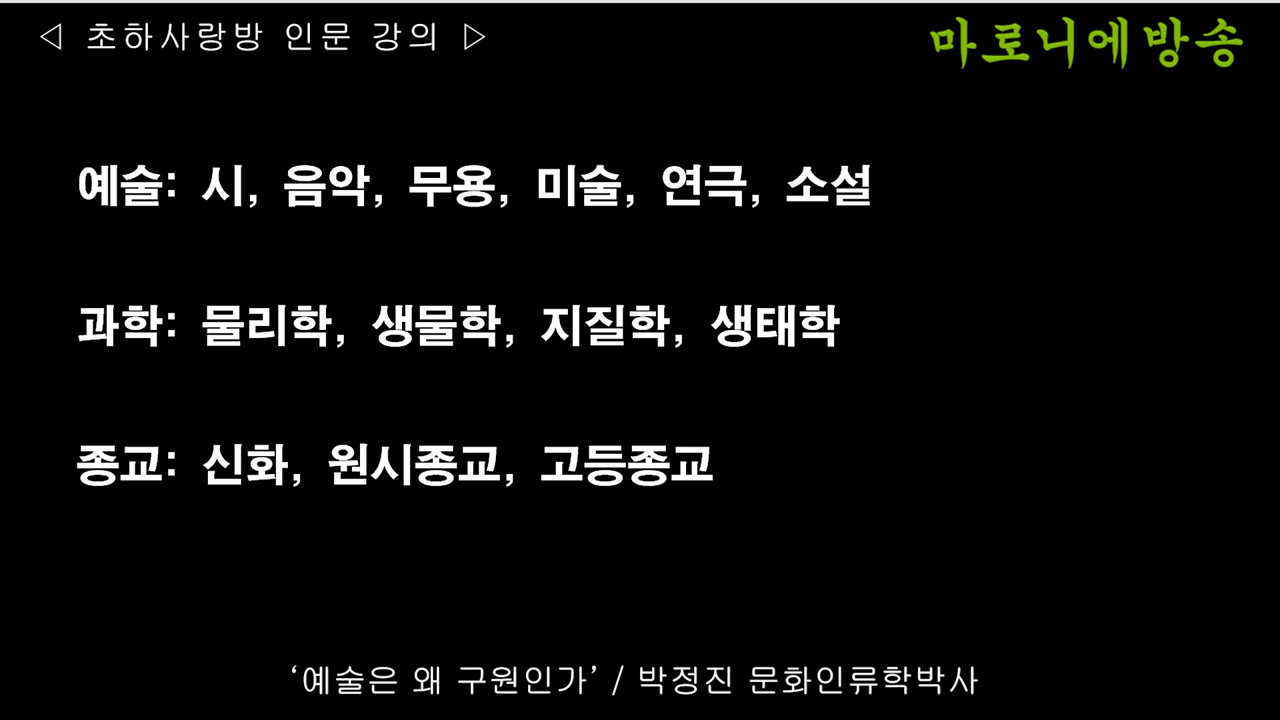 ◁ 초하사랑방 인문 강의 ▷
마로니에방송
예술: 시, 음악, 무용, 미술, 연극, 소설
과학: 물리학, 생물학, 지질학, 생태학
종교: 신화, 원시종교, 고등종교
‘예술은 왜 구원인가’ / 박정진 문화인류학박사